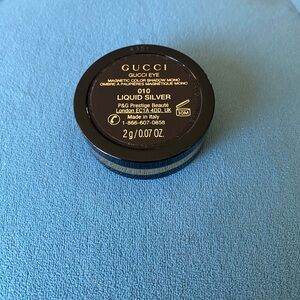 GUCCI
GUCCI EYE
MAGNETIC COLOR SHADOW MONO
OMBRE À PAUPIÈRES MAGNÉTIQUE MONO
010
LIQUID SILVER
P&G Prestige Beauté
London EC1A 4DD, UK
Made in Italy
1-866-607-0858
30M
2 g/0.07 OZ.